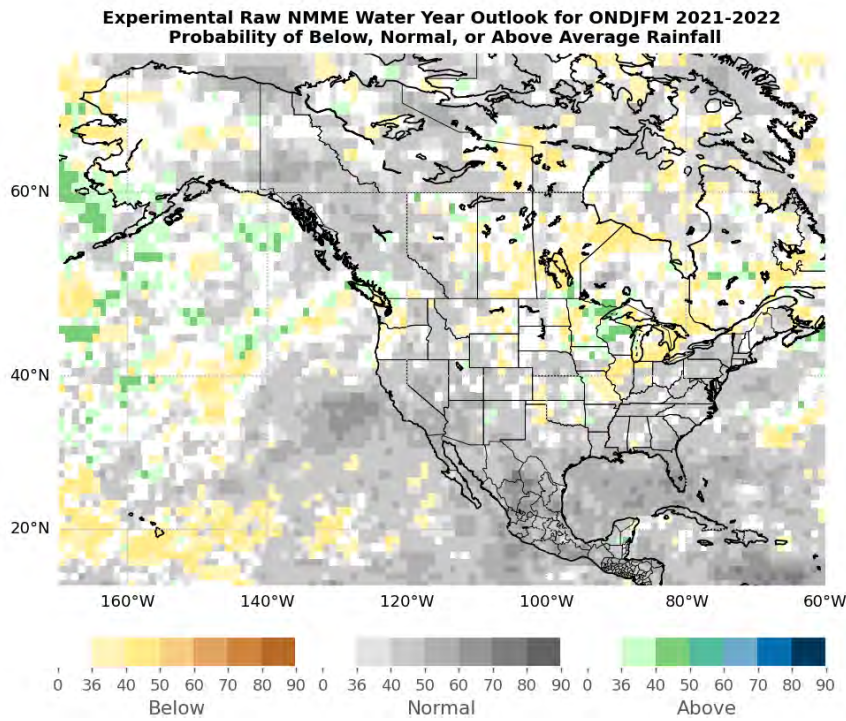 Experimental Raw NMME Water Year Outlook for ONDJFM 2021-2022
Probability of Below, Normal, or Above Average Rainfall
60°N
40°N
20°N
160°W 140°W 120°W 100°W 80°W 60°W
0 36 40 50 60 70 80 90 0 36 40 50 60 70 80 90 0 36 40 50 60 70 80 90
Below Normal Above